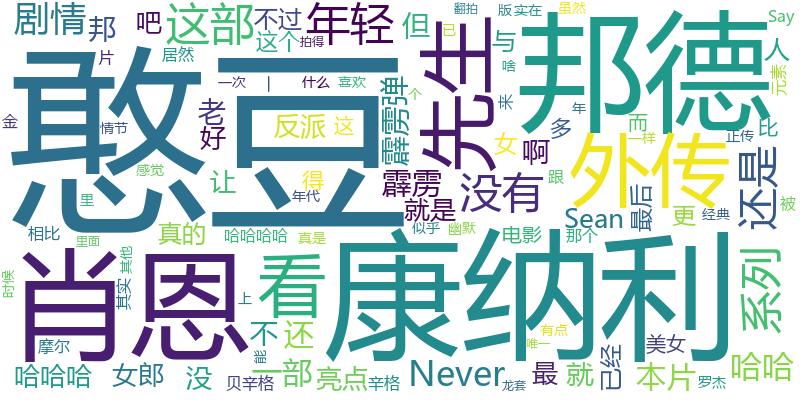 剧情 邦 吧 这部 不过 年轻 但 翻拍 已 版 实在 虽然 Say
片 居然 这个 拍得 与 啥 人
憨豆 先生 邦德 元素
金 情节 老 一次 | 什么 喜欢 霹雳弹 个 来 年 正传
好 反派 这 女 多 而 一样 比
感觉 让 得 霹雳 没有 啊 外传 还是
里 年代 就是 跟 Sean 最后 更 经典 被
相比 里面 真的 哈哈哈哈 真是 似乎 幽默 电影 那个
肖恩 看 康纳利 系列
时候 其实 其他 上
摩尔 不 还 能 有点 唯一 美女
哈哈哈 女郎 没 贝辛格 一部 亮点 辛格 Never 龙套 最 就 已经 本片 罗杰 哈哈